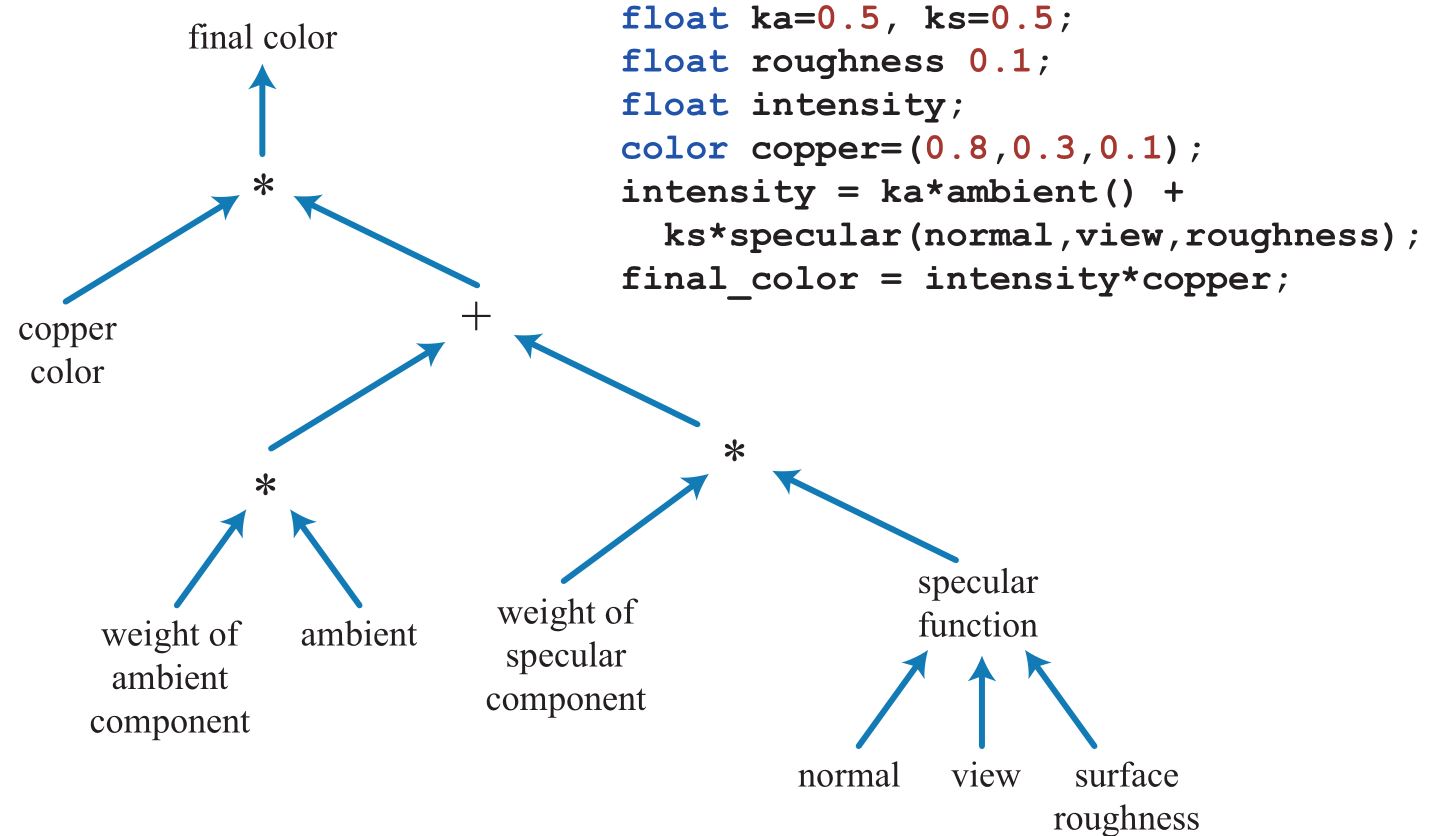 final color
*
copper
color
+
*
*
weight of
ambient
component
ambient
weight of
specular
component
specular
function
normal
view
surface
roughness
float ka=0.5, ks=0.5;
float roughness 0.1;
float intensity;
color copper=(0.8,0.3,0.1);
intensity = ka*ambient() +
ks*specular(normal,view,roughness);
final_color = intensity*copper;